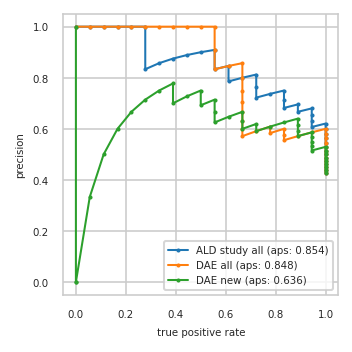 1.0
0.8
0.6
0.4
0.2
0.0
precision
ALD study all (aps: 0.854)
DAE all (aps: 0.848)
DAE new (aps: 0.636)
0.0 0.2 0.4 0.6 0.8 1.0
true positive rate